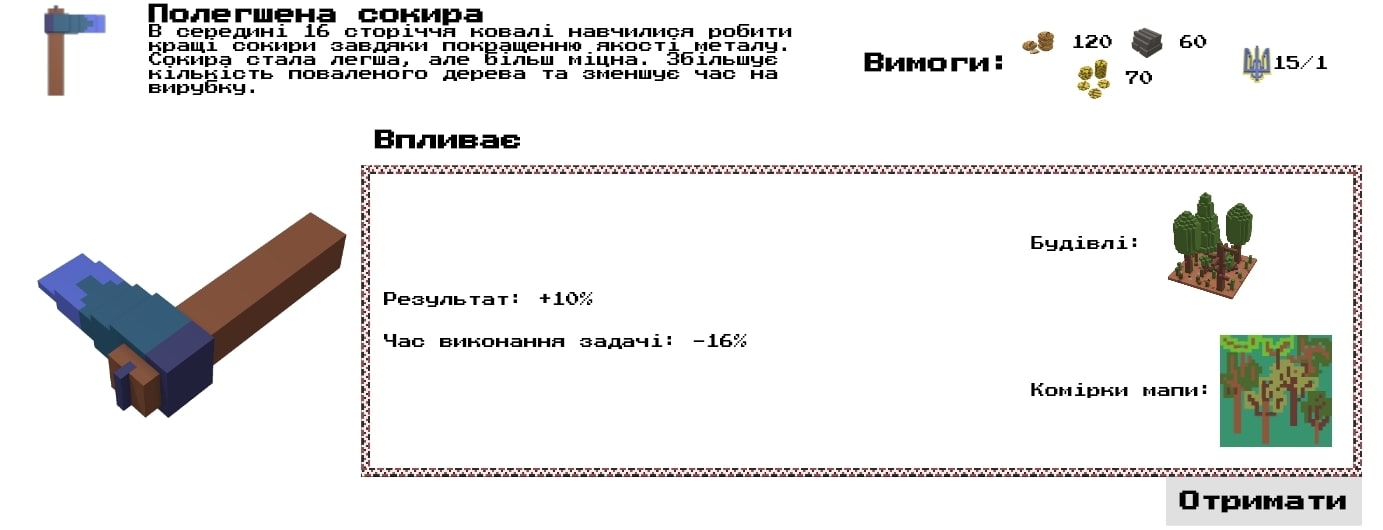 Полегшена сокира
В середині 16 сторіччя ковалі навчилися робити
кращі сокири завдяки покращенню якості металу.
Сокира стала легша, але більш міцна. Збільшує
кількість поваленого дерева та зменшує час на
вирубку.
Вимоги:
120
60
70
15/1
Впливає
Результат: +10%
Час виконання задачі: -16%
Будівлі:
Комірки мапи:
Отримати